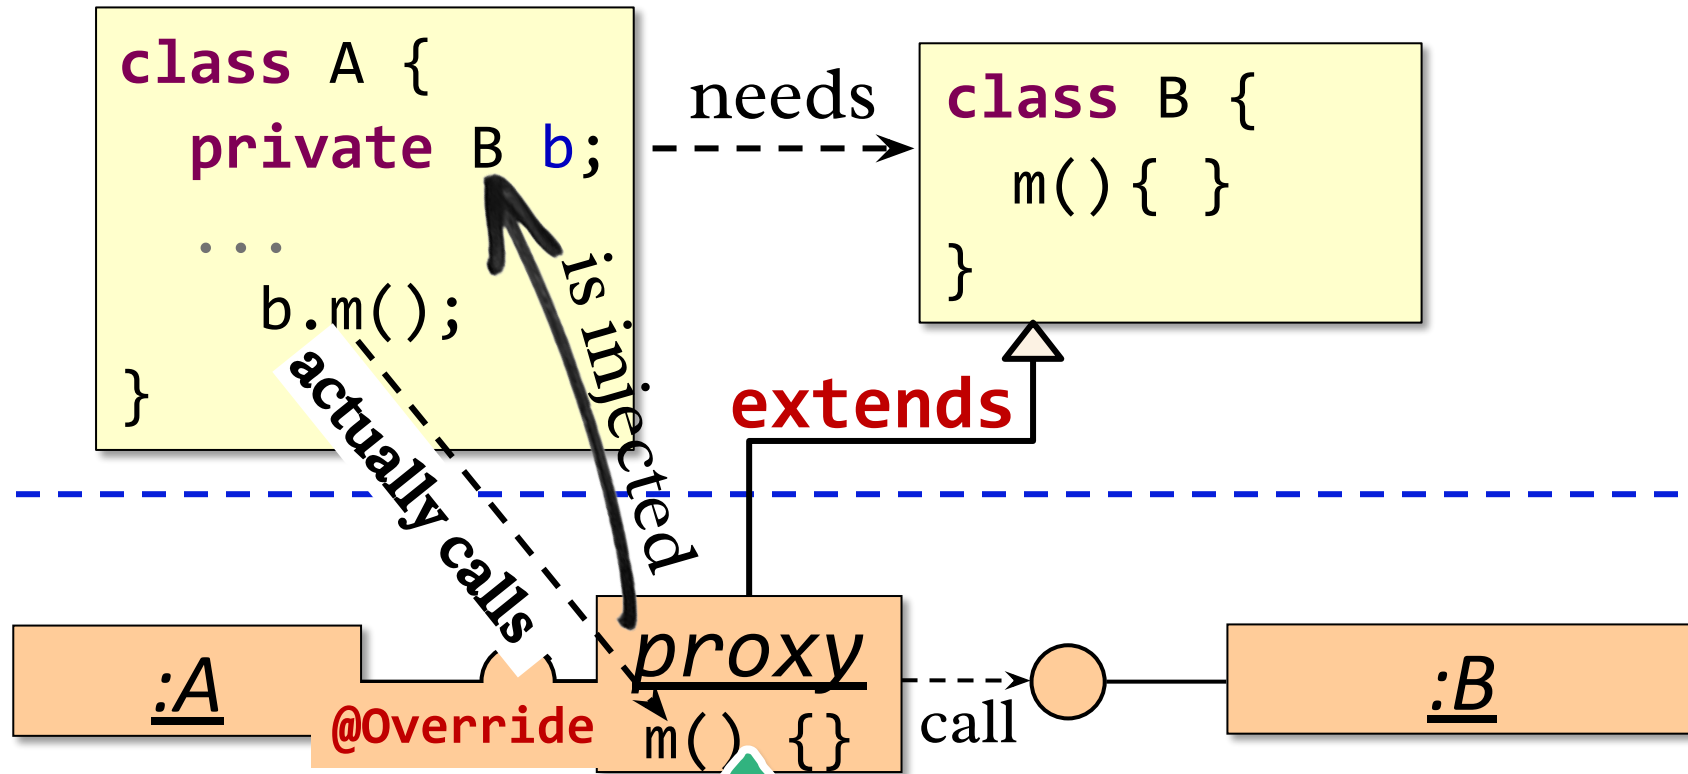 class A {
private B b;
...
b.m();
}
needs
class B {
m(){ }
}
is injected
extends
actually calls
:A
@Override
proxy
m() {}
call
:B